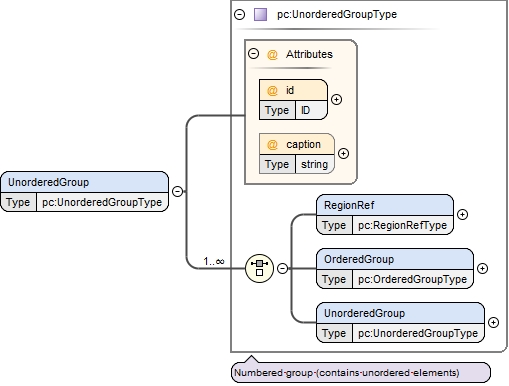 pc:UnorderedGroupType
@ Attributes
@ id
Type ID
@ caption
Type string
UnorderedGroup
Type pc:UnorderedGroupType
1..∞
RegionRef
Type pc:RegionRefType
OrderedGroup
Type pc:OrderedGroupType
UnorderedGroup
Type pc:UnorderedGroupType
Numbered group (contains unordered elements)